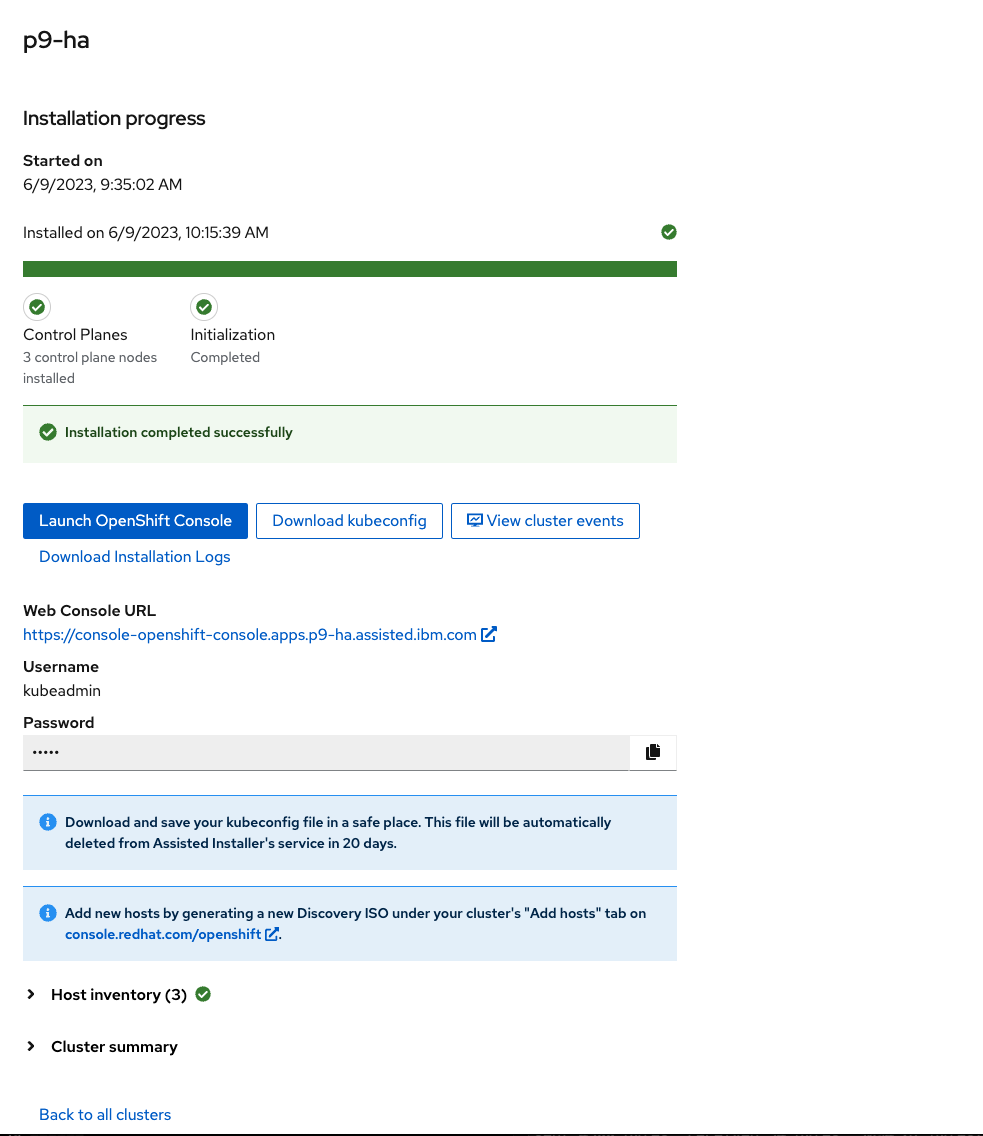 p9-ha
Installation progress
Started on
6/9/2023, 9:35:02 AM
Installed on 6/9/2023, 10:15:39 AM
Control Planes
3 control plane nodes
installed
Initialization
Completed
Installation completed successfully
Launch OpenShift Console
Download kubeconfig
View cluster events
Download Installation Logs
Web Console URL
https://console-openshift-console.apps.p9-ha.assisted.ibm.com
Username
kubeadmin
Password
•••••
Download and save your kubeconfig file in a safe place. This file will be automatically
deleted from Assisted Installer's service in 20 days.
Add new hosts by generating a new Discovery ISO under your cluster's "Add hosts" tab on
console.redhat.com/openshift.
Host inventory (3)
Cluster summary
Back to all clusters